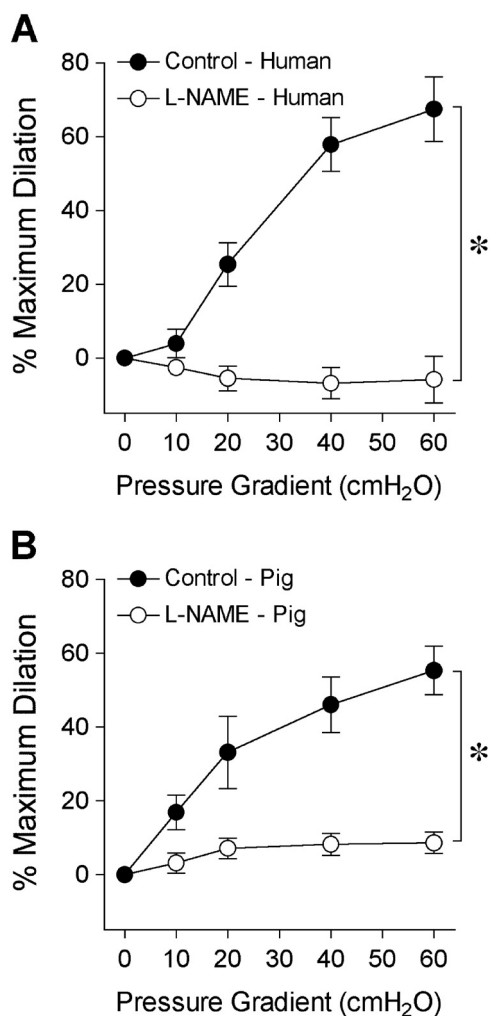 A
Control - Human
L-NAME - Human
% Maximum Dilation
80
60
40
20
0
*
0 10 20 30 40 50 60
Pressure Gradient (cmH₂O)
B
Control - Pig
L-NAME - Pig
% Maximum Dilation
80
60
40
20
0
*
0 10 20 30 40 50 60
Pressure Gradient (cmH₂O)